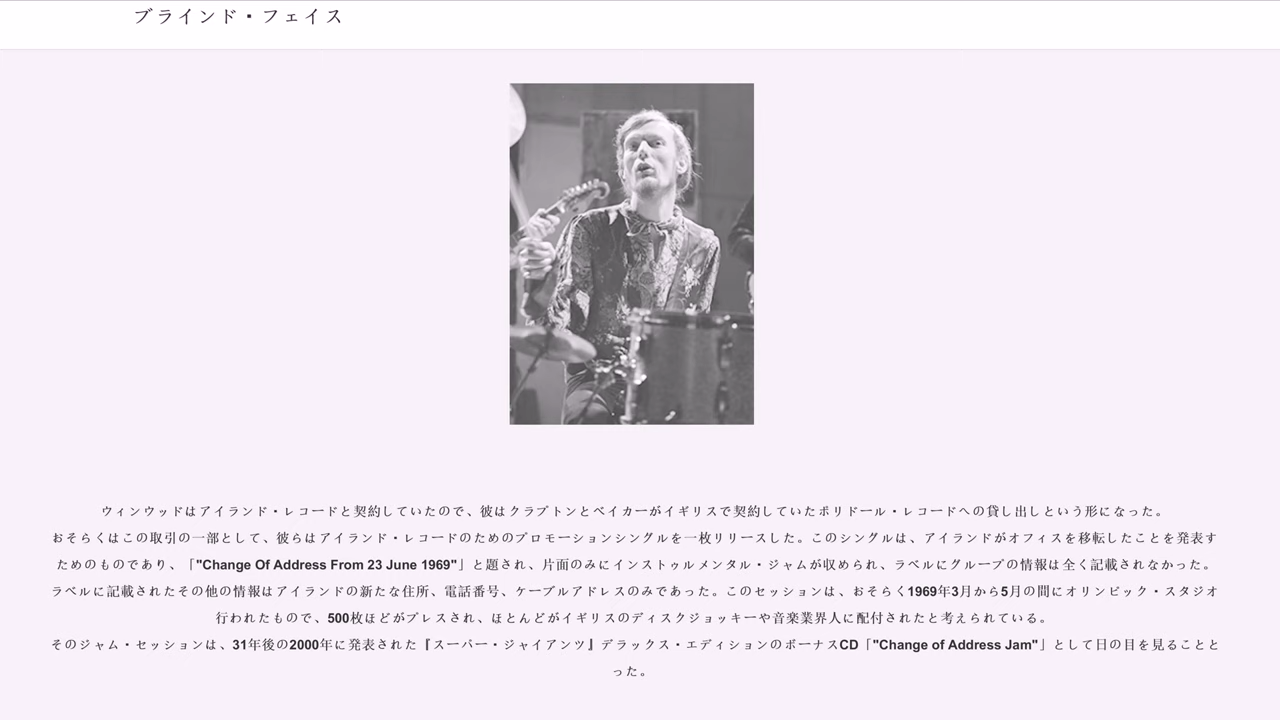 ブラインド・フェイス
ウィンウッドはアイランド・レコードと契約していたので、彼はクラプトンとベイカーがイギリスで契約していたポリドール・レコードへの貸し出しという形になった。
おそらくはこの取引の一部として、彼らはアイランド・レコードのためのプロモーションシングルを一枚リリースした。このシングルは、アイランドがオフィスを移転したことを発表す
ためのものであり、「"Change Of Address From 23 June 1969"」と題され、片面のみにインストゥルメンタル・ジャムが収められ、ラベルにグループの情報は全く記載されなかった。
ラベルに記載されたその他の情報はアイランドの新たな住所、電話番号、ケーブルアドレスのみであった。このセッションは、おそらく1969年3月から5月の間にオリンピック・スタジオ
行われたもので、500枚ほどがプレスされ、ほとんどがイギリスのディスクジョッキーや音楽業界人に配付されたと考えられている。
そのジャム・セッションは、31年後の2000年に発表された『スーパー・ジャイアンツ』デラックス・エディションのボーナスCD「"Change of Address Jam"」として日の目を見ることと
った。